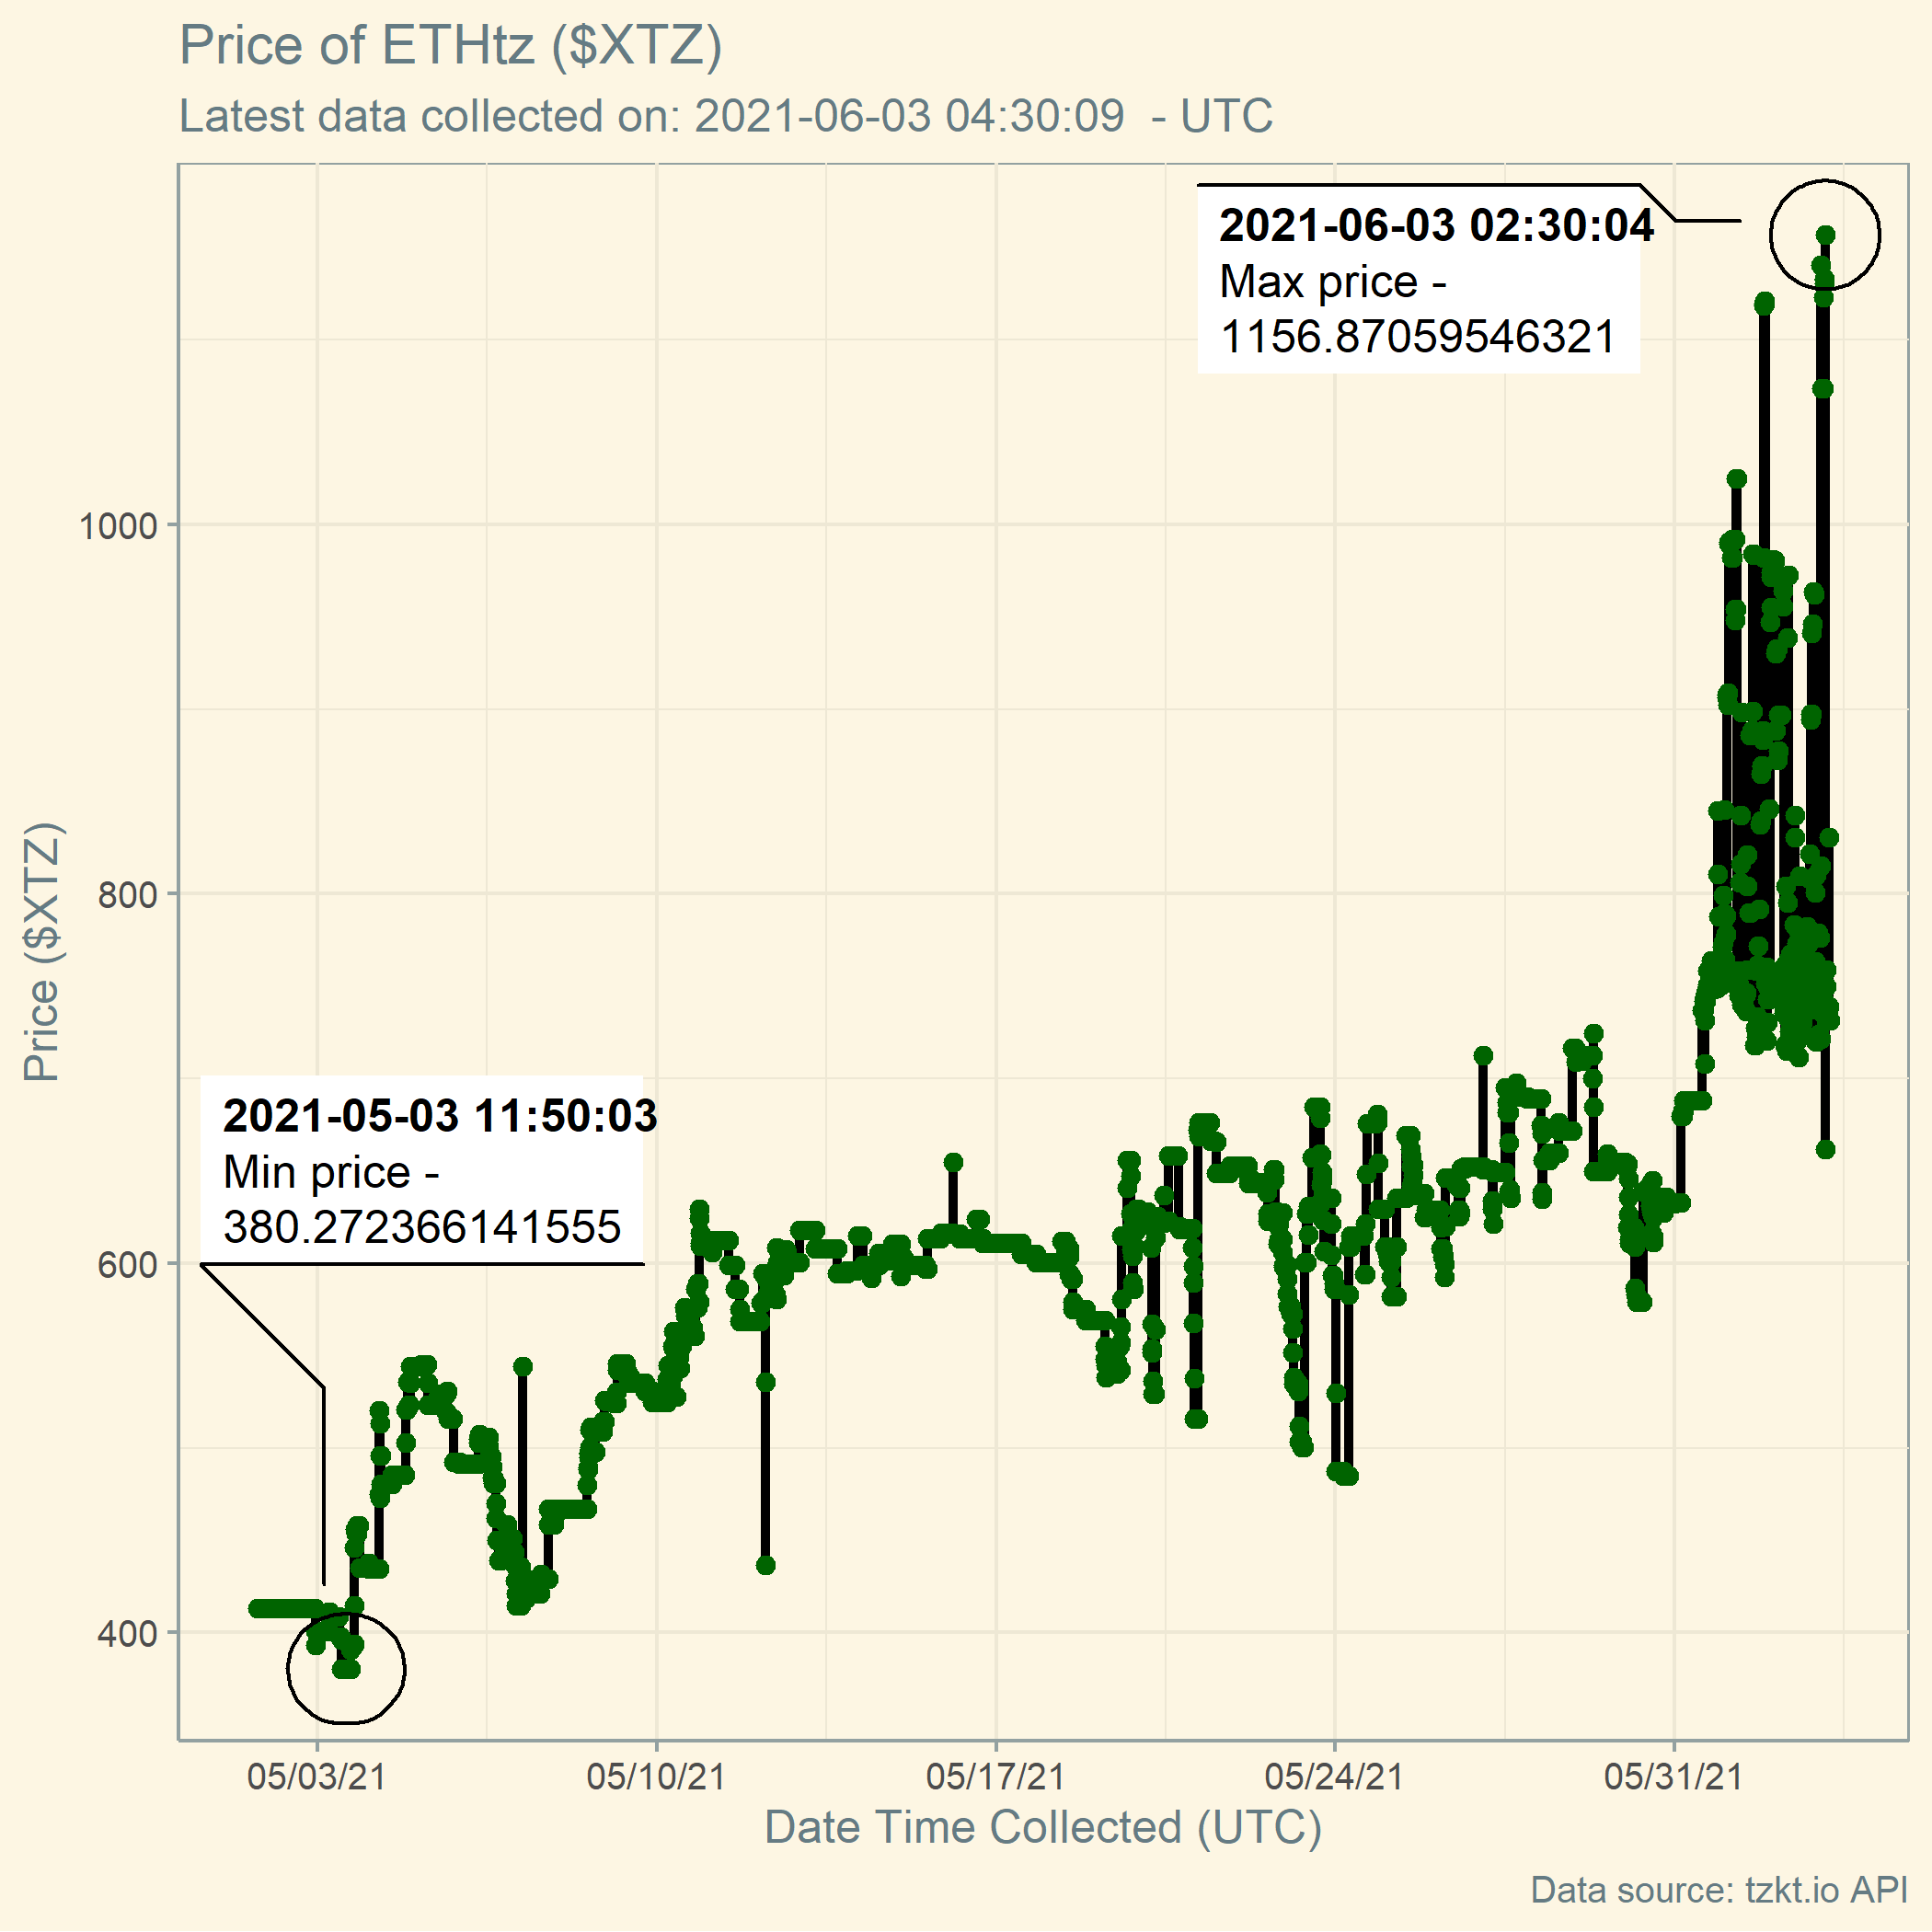 Price of ETHtz ($XTZ)
Latest data collected on: 2021-06-03 04:30:09  - UTC
2021-06-03 02:30:04
Max price -
1156.87059546321
2021-05-03 11:50:03
Min price -
380.272366141555
Price ($XTZ)
1000
800
600
400
05/03/21
05/10/21
05/17/21
05/24/21
05/31/21
Date Time Collected (UTC)
Data source: tzkt.io API